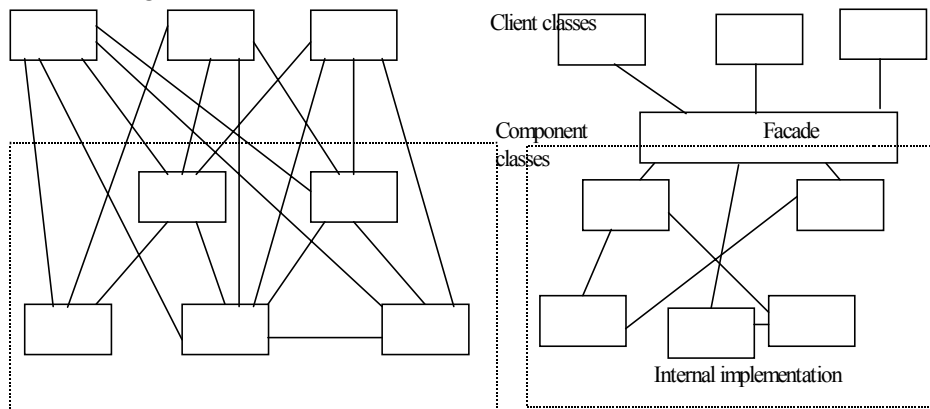 Client classes
Component
classes
Facade
Internal implementation